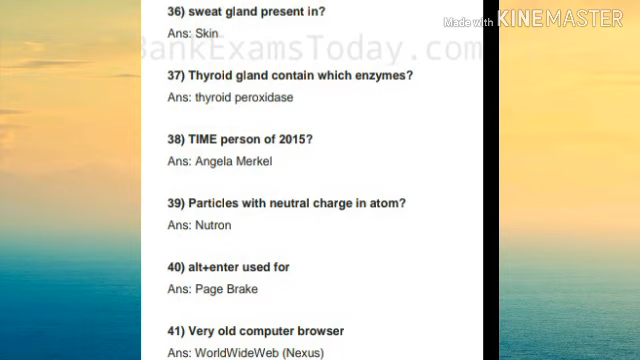 Made with KINEMASTER
36) sweat gland present in?
Ans: Skin
BankExamsToday.com
37) Thyroid gland contain which enzymes?
Ans: thyroid peroxidase
38) TIME person of 2015?
Ans: Angela Merkel
39) Particles with neutral charge in atom?
Ans: Nutron
40) alt+enter used for
Ans: Page Brake
41) Very old computer browser
Ans: WorldWideWeb (Nexus)